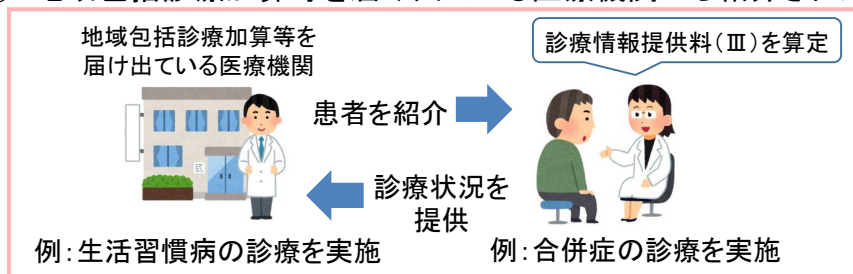 地域包括診療加算等を
届け出ている医療機関
診療情報提供料(Ⅲ)を算定
患者を紹介
診療状況を
提供
例:生活習慣病の診療を実施
例:合併症の診療を実施